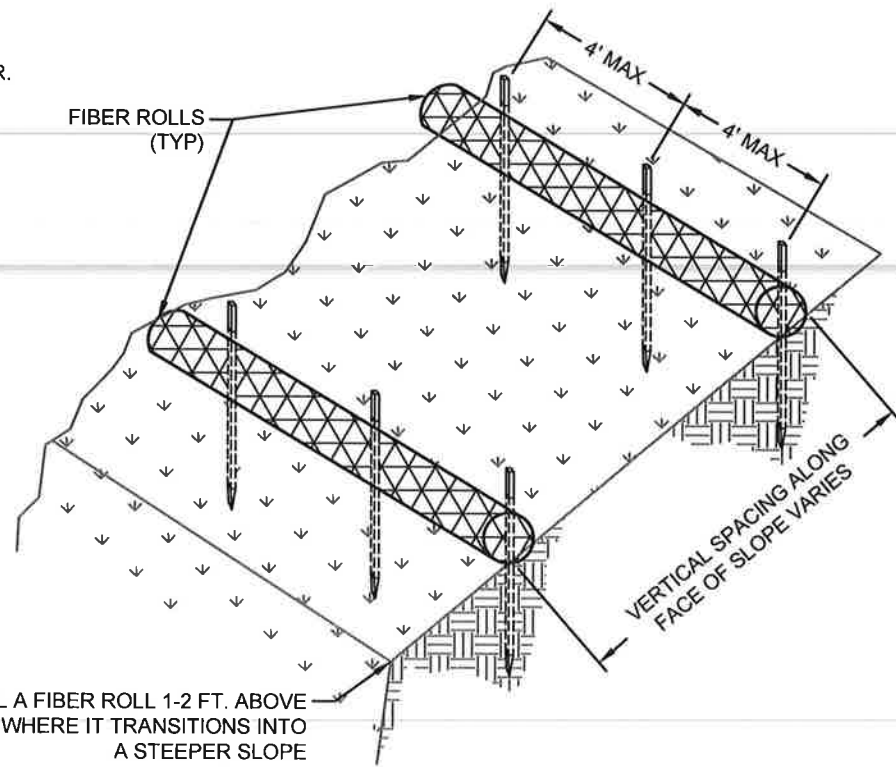 R.
FIBER ROLLS
(TYP)
4' MAX
4' MAX
VERTICAL SPACING ALONG
FACE OF SLOPE VARIES
L A FIBER ROLL 1-2 FT. ABOVE
WHERE IT TRANSITIONS INTO
A STEEPER SLOPE